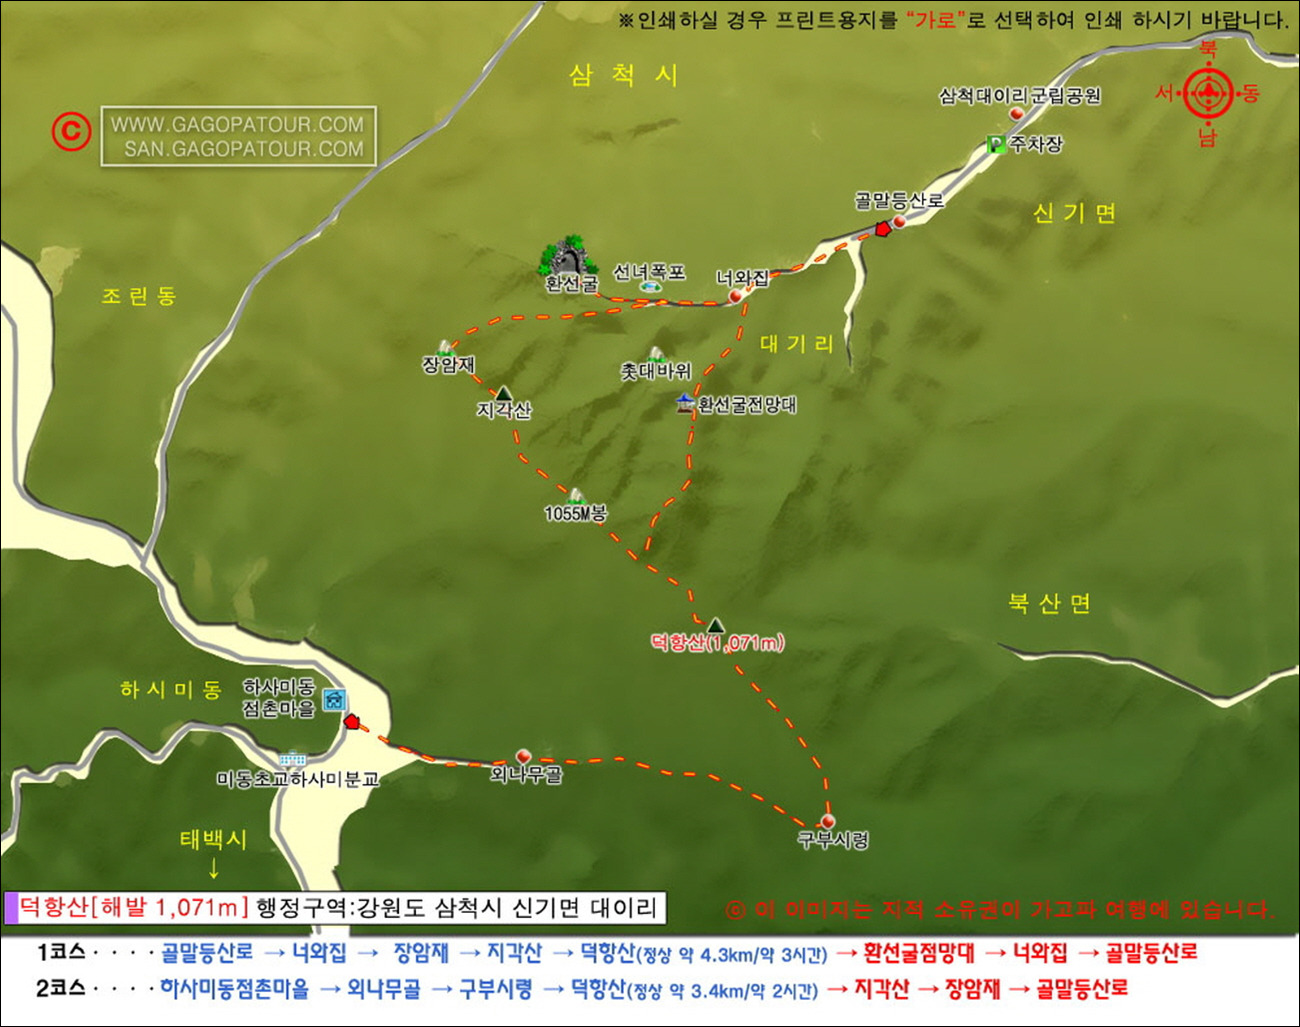 ※인쇄하실 경우 프린트용지를 “가로”로 선택하여 인쇄 하시기 바랍니다.
북
서 동
남
삼 척 시
삼척대이리군립공원
P 주차장
© WWW.GAGOPATOUR.COM
SAN.GAGOPATOUR.COM
골말등산로
신 기 면
환선굴
선녀폭포
너와집
조 린 동
대 기 리
장암재
촛대바위
지각산
환선굴전망대
1055M봉
북 산 면
덕항산(1,071m)
하 시 미 동
하사미동
점촌마을
외나무골
미동초교하사미분교
구부시령
태백시
↓
덕항산[해발 1,071m] 행정구역:강원도 삼척시 신기면 대이리
ⓒ 이 이미지는 지적 소유권이 가고파 여행에 있습니다.
1코스 · · · · 골말등산로 → 너와집 → 장암재 → 지각산 → 덕항산(정상 약 4.3km/약 3시간) → 환선굴점망대 → 너와집 → 골말등산로
2코스 · · · · 하사미동점촌마을 → 외나무골 → 구부시령 → 덕항산(정상 약 3.4km/약 2시간) → 지각산 → 장암재 → 골말등산로